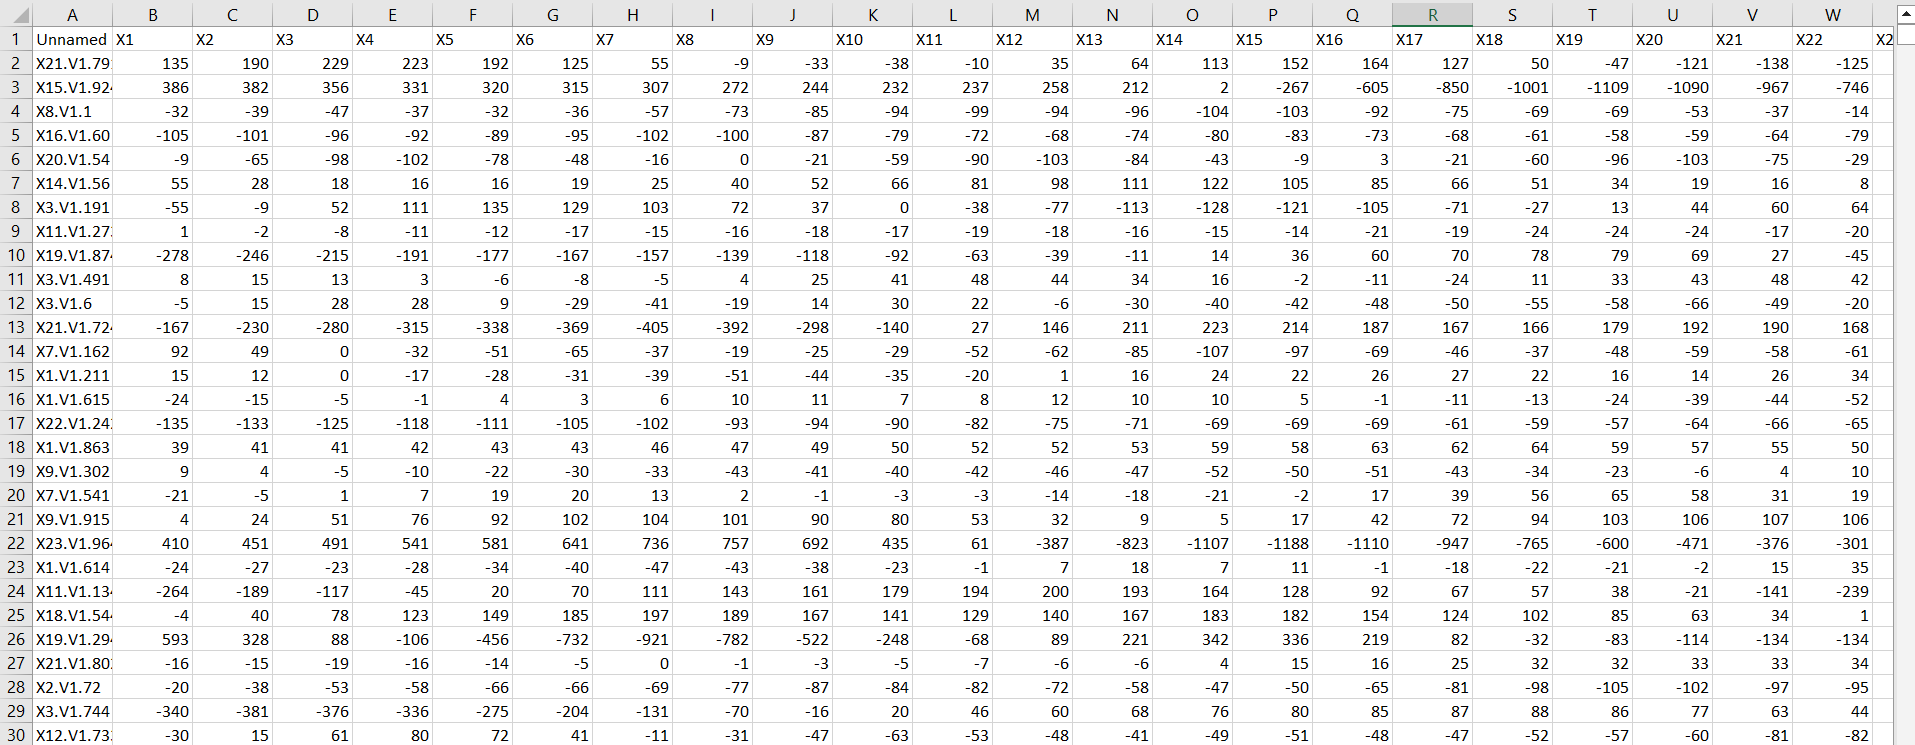 A B C D E F G H I J K L M N O P Q R S T U V W
1 Unnamed X1 X2 X3 X4 X5 X6 X7 X8 X9 X10 X11 X12 X13 X14 X15 X16 X17 X18 X19 X20 X21 X22 X2
2 X21.V1.79 135 190 229 223 192 125 55 -9 -33 -38 -10 35 64 113 152 164 127 50 -47 -121 -138 -125
3 X15.V1.924 386 382 356 331 320 315 307 272 244 232 237 258 212 2 -267 -605 -850 -1001 -1109 -1090 -967 -746
4 X8.V1.1 -32 -39 -47 -37 -32 -36 -57 -73 -85 -94 -99 -94 -96 -104 -103 -92 -75 -69 -69 -53 -37 -14
5 X16.V1.60 -105 -101 -96 -92 -89 -95 -102 -100 -87 -79 -72 -68 -74 -80 -83 -73 -68 -61 -58 -59 -64 -79
6 X20.V1.54 -9 -65 -98 -102 -78 -48 -16 0 -21 -59 -90 -103 -84 -43 -9 3 -21 -60 -96 -103 -75 -29
7 X14.V1.56 55 28 18 16 16 19 25 40 52 66 81 98 111 122 105 85 66 51 34 19 16 8
8 X3.V1.191 -55 -9 52 111 135 129 103 72 37 0 -38 -77 -113 -128 -121 -105 -71 -27 13 44 60 64
9 X11.V1.27 1 -2 -8 -11 -12 -17 -15 -16 -18 -17 -19 -18 -16 -15 -14 -21 -19 -24 -24 -24 -17 -20
10 X19.V1.874 -278 -246 -215 -191 -177 -167 -157 -139 -118 -92 -63 -39 -11 14 36 60 70 78 79 69 27 -45
11 X3.V1.491 8 15 13 3 -6 -8 -5 4 25 41 48 44 34 16 -2 -11 -24 11 33 43 48 42
12 X3.V1.6 -5 15 28 28 9 -29 -41 -19 14 30 22 -6 -30 -40 -42 -48 -50 -55 -58 -66 -49 -20
13 X21.V1.724 -167 -230 -280 -315 -338 -369 -405 -392 -298 -140 27 146 211 223 214 187 167 166 179 192 190 168
14 X7.V1.162 92 49 0 -32 -51 -65 -37 -19 -25 -29 -52 -62 -85 -107 -97 -69 -46 -37 -48 -59 -58 -61
15 X1.V1.211 15 12 0 -17 -28 -31 -39 -51 -44 -35 -20 1 16 24 22 26 27 22 16 14 26 34
16 X1.V1.615 -24 -15 -5 -1 4 3 6 10 11 7 8 12 10 10 5 -1 -11 -13 -24 -39 -44 -52
17 X22.V1.24 -135 -133 -125 -118 -111 -105 -102 -93 -94 -90 -82 -75 -71 -69 -69 -69 -61 -59 -57 -64 -66 -65
18 X1.V1.863 39 41 41 42 43 43 46 47 49 50 52 52 53 59 58 63 62 64 59 57 55 50
19 X9.V1.302 9 4 -5 -10 -22 -30 -33 -43 -41 -40 -42 -46 -47 -52 -50 -51 -43 -34 -23 -6 4 10
20 X7.V1.541 -21 -5 1 7 19 20 13 2 -1 -3 -3 -14 -18 -21 -2 17 39 56 65 58 31 19
21 X9.V1.915 4 24 51 76 92 102 104 101 90 80 53 32 9 5 17 42 72 94 103 106 107 106
22 X23.V1.96 410 451 491 541 581 641 736 757 692 435 61 -387 -823 -1107 -1188 -1110 -947 -765 -600 -471 -376 -301
23 X1.V1.614 -24 -27 -23 -28 -34 -40 -47 -43 -38 -23 -1 7 18 7 11 -1 -18 -22 -21 -2 15 35
24 X11.V1.134 -264 -189 -117 -45 20 70 111 143 161 179 194 200 193 164 128 92 67 57 38 -21 -141 -239
25 X18.V1.544 -4 40 78 123 149 185 197 189 167 141 129 140 167 183 182 154 124 102 85 63 34 1
26 X19.V1.294 593 328 88 -106 -456 -732 -921 -782 -522 -248 -68 89 221 342 336 219 82 -32 -83 -114 -134 -134
27 X21.V1.80 -16 -15 -19 -16 -14 -5 0 -1 -3 -5 -7 -6 -6 4 15 16 25 32 32 33 33 34
28 X2.V1.72 -20 -38 -53 -58 -66 -66 -69 -77 -87 -84 -82 -72 -58 -47 -50 -65 -81 -98 -105 -102 -97 -95
29 X3.V1.744 -340 -381 -376 -336 -275 -204 -131 -70 -16 20 46 60 68 76 80 85 87 88 86 77 63 44
30 X12.V1.73 -30 15 61 80 72 41 -11 -31 -47 -63 -53 -48 -41 -49 -51 -48 -47 -52 -57 -60 -81 -82